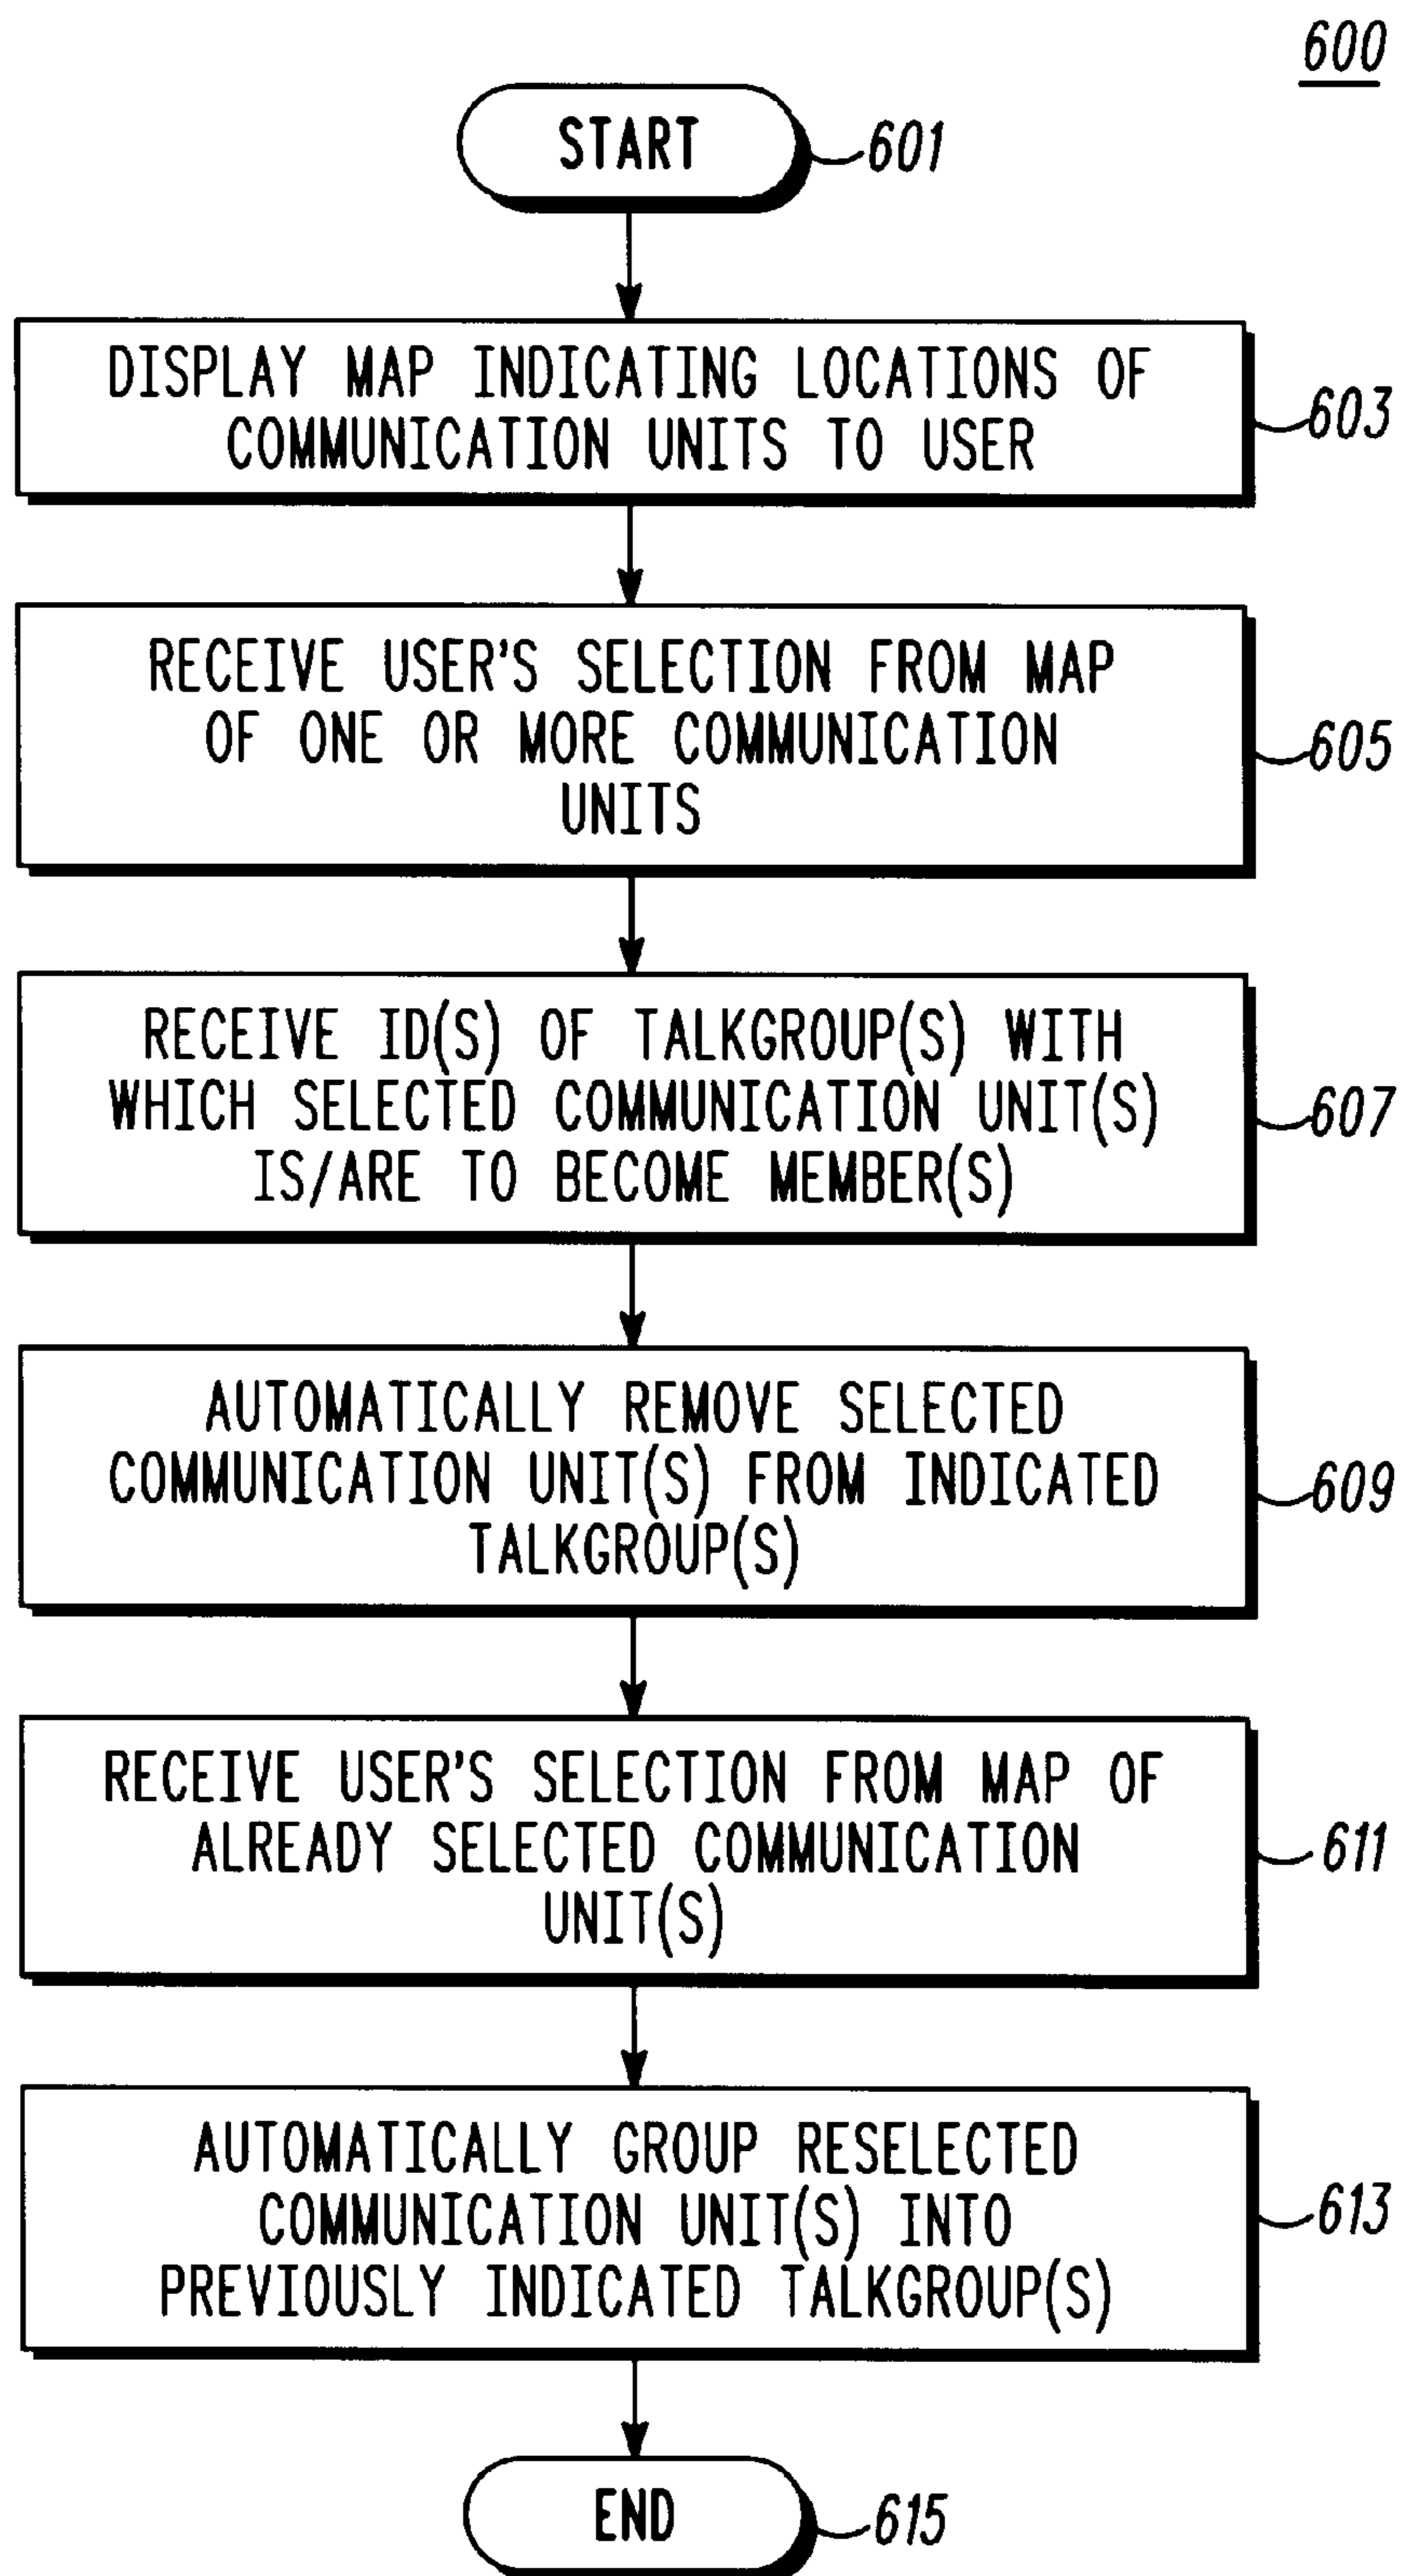 600
START
601
DISPLAY MAP INDICATING LOCATIONS OF
COMMUNICATION UNITS TO USER
603
RECEIVE USER'S SELECTION FROM MAP
OF ONE OR MORE COMMUNICATION
UNITS
605
RECEIVE ID(S) OF TALKGROUP(S) WITH
WHICH SELECTED COMMUNICATION UNIT(S)
IS/ARE TO BECOME MEMBER(S)
607
AUTOMATICALLY REMOVE SELECTED
COMMUNICATION UNIT(S) FROM INDICATED
TALKGROUP(S)
609
RECEIVE USER'S SELECTION FROM MAP OF
ALREADY SELECTED COMMUNICATION
UNIT(S)
611
AUTOMATICALLY GROUP RESELECTED
COMMUNICATION UNIT(S) INTO
PREVIOUSLY INDICATED TALKGROUP(S)
613
END
615